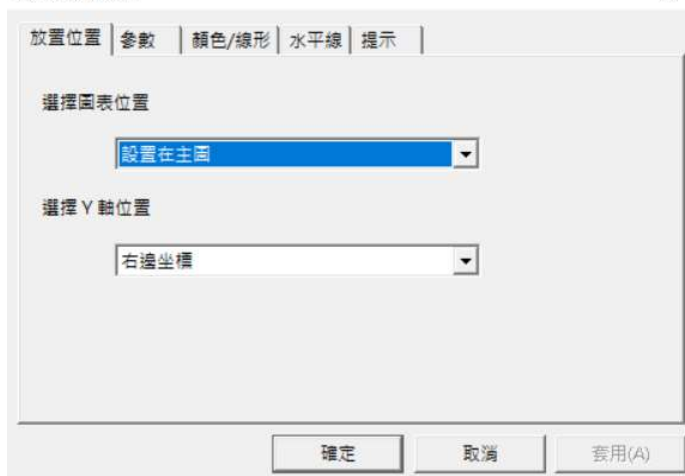 放置位置 參數 顏色/線形 水平線 提示
選擇圖表位置
設置在主圖
選擇 Y 軸位置
右邊坐標
確定 取消 套用(A)